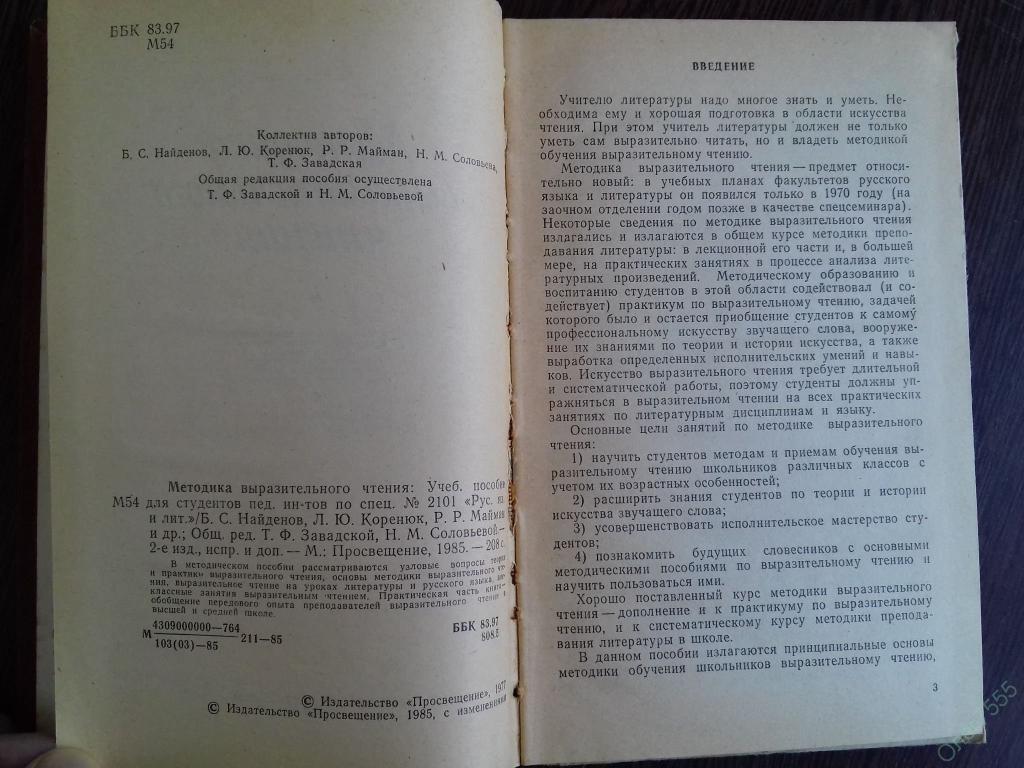 ББК 83.97
М54
Коллектив авторов:
Б. С. Найденов, Л. Ю. Коренюк, Р. Р. Майман, Н. М. Соловьева,
Т. Ф. Завадская
Общая редакция пособия осуществлена
Т. Ф. Завадской и Н. М. Соловьевой
Методика выразительного чтения: Учеб. пособие
М54 для студентов пед. ин-тов по спец. № 2101 «Рус. яз
и лит.»/Б. С. Найденов, Л. Ю. Коренюк, Р. Р. Майман
и др.; Общ. ред. Т. Ф. Завадской, Н. М. Соловьевой.—
2-е изд., испр. и доп. — М.: Просвещение, 1985. — 208 с.
В методическом пособии рассматриваются узловые вопросы теории
и практики выразительного чтения, основы методики выразительного чте-
ния, выразительное чтение на уроках литературы и русского языка, вне-
классные занятия выразительным чтением. Практическая часть книги—
обобщение передового опыта преподавателей выразительного чтения в
высшей и средней школе.
М 4309000000—764
103(03)—85 211—85
ББК 83.97
808.5
© Издательство «Просвещение», 1977
© Издательство «Просвещение», 1985, с изменениями
ВВЕДЕНИЕ
Учителю литературы надо многое знать и уметь. Не-
обходима ему и хорошая подготовка в области искусства
чтения. При этом учитель литературы должен не только
уметь сам выразительно читать, но и владеть методикой
обучения выразительному чтению.
Методика выразительного чтения — предмет относи-
тельно новый: в учебных планах факультетов русского
языка и литературы он появился только в 1970 году (на
заочном отделении годом позже в качестве спецсеминара).
Некоторые сведения по методике выразительного чтения
излагались и излагаются в общем курсе методики препо-
давания литературы: в лекционной его части и, в большей
мере, на практических занятиях в процессе анализа лите-
ратурных произведений. Методическому образованию и
воспитанию студентов в этой области содействовал (и со-
действует) практикум по выразительному чтению, задачей
которого было и остается приобщение студентов к самому
профессиональному искусству звучащего слова, вооруже-
ние их знаниями по теории и истории искусства, а также
выработка определенных исполнительских умений и навы-
ков. Искусство выразительного чтения требует длительной
и систематической работы, поэтому студенты должны уп-
ражняться в выразительном чтении на всех практических
занятиях по литературным дисциплинам и языку.
Основные цели занятий по методике выразительного
чтения:
1) научить студентов методам и приемам обучения вы-
разительному чтению школьников различных классов с
учетом их возрастных особенностей;
2) расширить знания студентов по теории и истории
искусства звучащего слова;
3) усовершенствовать исполнительское мастерство сту-
дентов;
4) познакомить будущих словесников с основными
методическими пособиями по выразительному чтению и
научить пользоваться ими.
Хорошо поставленный курс методики выразительного
чтения — дополнение и к практикуму по выразительному
чтению, и к систематическому курсу методики препода-
вания литературы в школе.
В данном пособии излагаются принципиальные основы
методики обучения школьников выразительному чтению,
3